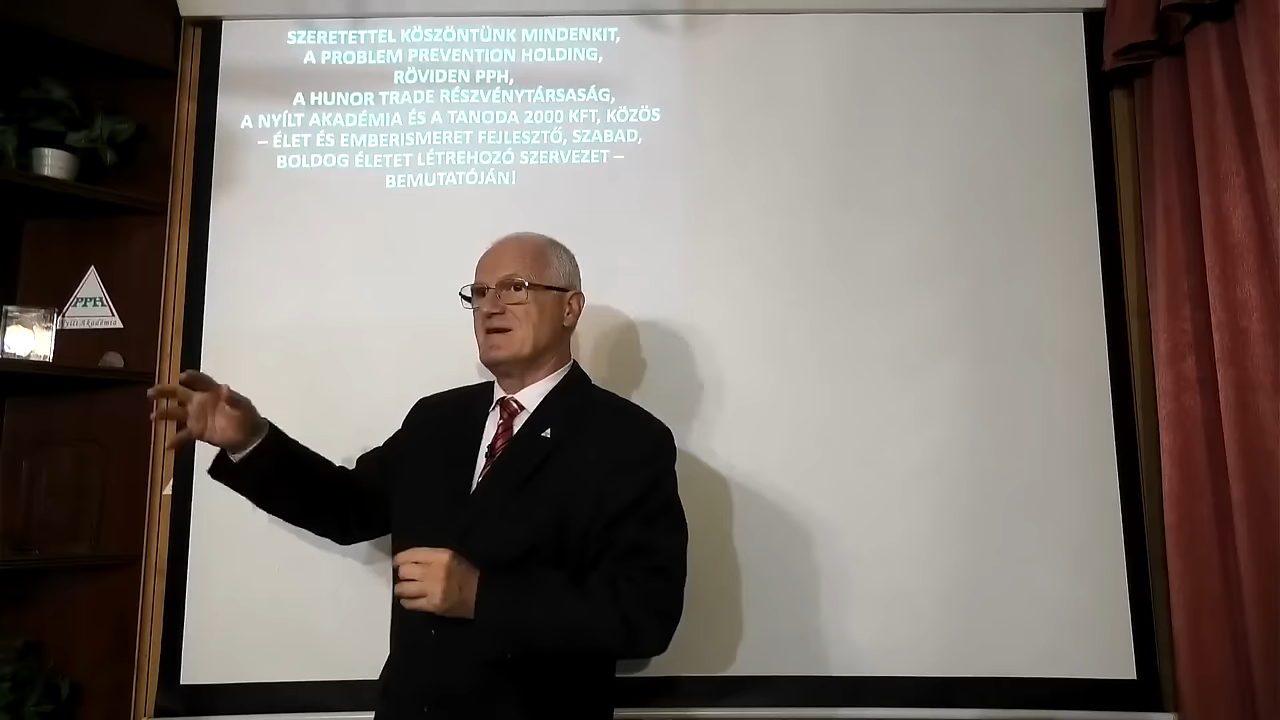 SZERETETTEL KÖSZÖNTÜNK MINDENKIT,
A PROBLEM PREVENTION HOLDING,
RÖVIDEN PPH,
A HUNOR TRADE RÉSZVÉNYTÁRSASÁG,
A NYÍLT AKADÉMIA ÉS A TANODA 2000 KFT, KÖZÖS
– ÉLET ÉS EMBERISMERET FEJLESZTŐ, SZABAD,
BOLDOG ÉLETET LÉTREHOZÓ SZERVEZET –
BEMUTATÓJÁN!
PPH
Nyílt Akadémia